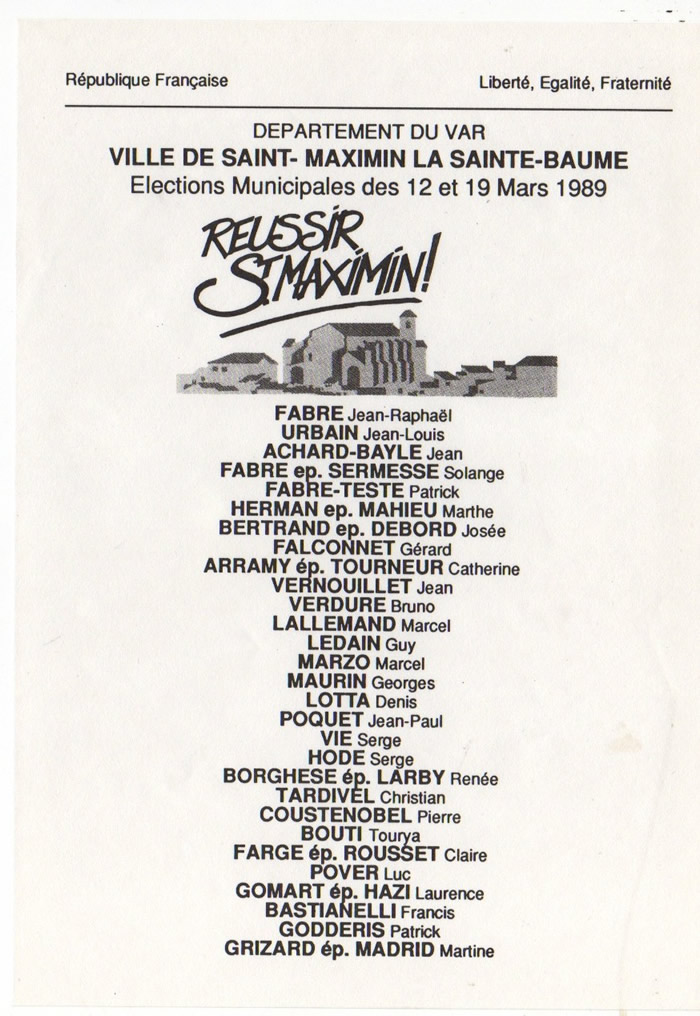 République Française
Liberté, Egalité, Fraternité
DEPARTEMENT DU VAR
VILLE DE SAINT- MAXIMIN LA SAINTE-BAUME
Elections Municipales des 12 et 19 Mars 1989
REUSSIR
ST.MAXIMIN!
FABRE Jean-Raphaël
URBAIN Jean-Louis
ACHARD-BAYLE Jean
FABRE ep. SERMESSE Solange
FABRE-TESTE Patrick
HERMAN ep. MAHIEU Marthe
BERTRAND ep. DEBORD Josée
FALCONNET Gérard
ARRAMY ép. TOURNEUR Catherine
VERNOUILLET Jean
VERDURE Bruno
LALLEMAND Marcel
LEDAIN Guy
MARZO Marcel
MAURIN Georges
LOTTA Denis
POQUET Jean-Paul
VIE Serge
HODE Serge
BORGHESE ép. LARBY Renée
TARDIVEL Christian
COUSTENOBEL Pierre
BOUTI Tourya
FARGE ép. ROUSSET Claire
POVER Luc
GOMART ép. HAZI Laurence
BASTIANELLI Francis
GODDERIS Patrick
GRIZARD ép. MADRID Martine